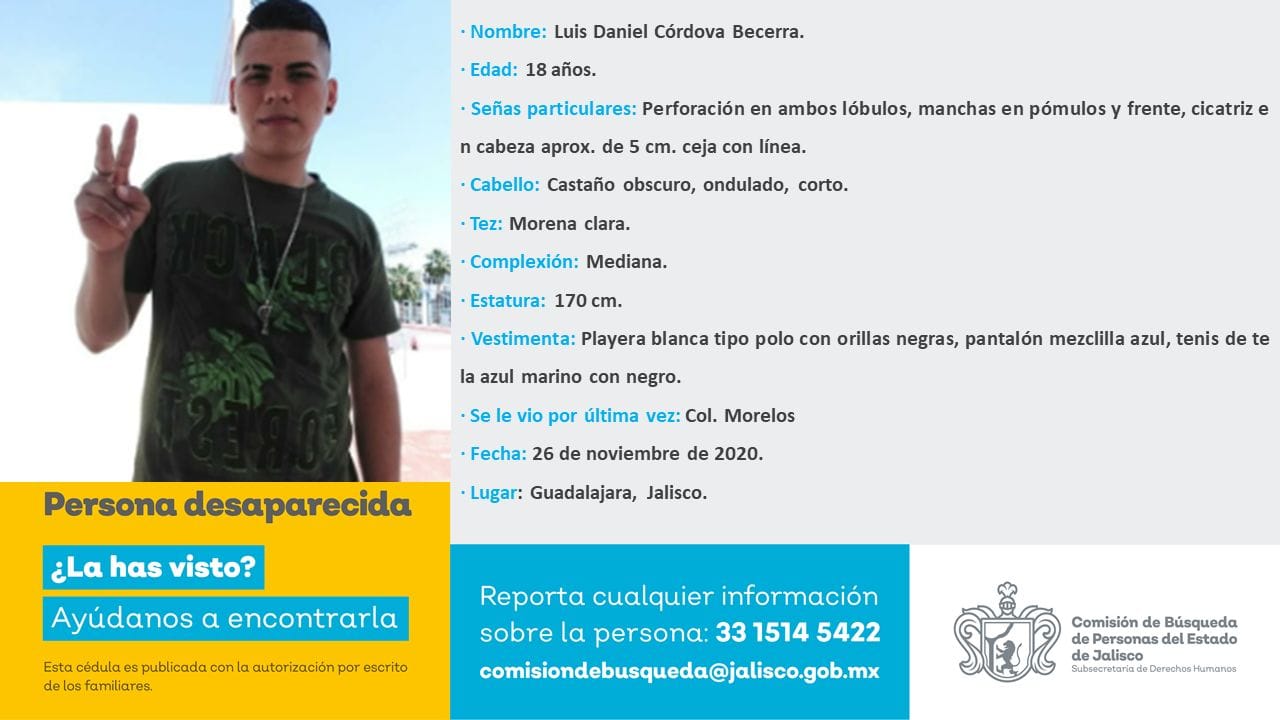 · Nombre: Luis Daniel Córdova Becerra.
· Edad: 18 años.
· Señas particulares: Perforación en ambos lóbulos, manchas en pómulos y frente, cicatriz e
n cabeza aprox. de 5 cm. ceja con línea.
· Cabello: Castaño obscuro, ondulado, corto.
· Tez: Morena clara.
· Complexión: Mediana.
· Estatura: 170 cm.
· Vestimenta: Playera blanca tipo polo con orillas negras, pantalón mezclilla azul, tenis de te
la azul marino con negro.
· Se le vio por última vez: Col. Morelos
· Fecha: 26 de noviembre de 2020.
· Lugar: Guadalajara, Jalisco.
BLACK
FOREST
Persona desaparecida
¿La has visto?
Ayúdanos a encontrarla
Esta cédula es publicada con la autorización por escrito
de los familiares.
Reporta cualquier información
sobre la persona: 33 1514 5422
comisiondebusqueda@jalisco.gob.mx
Comisión de Búsqueda
de Personas del Estado
de Jalisco
Subsecretaría de Derechos Humanos